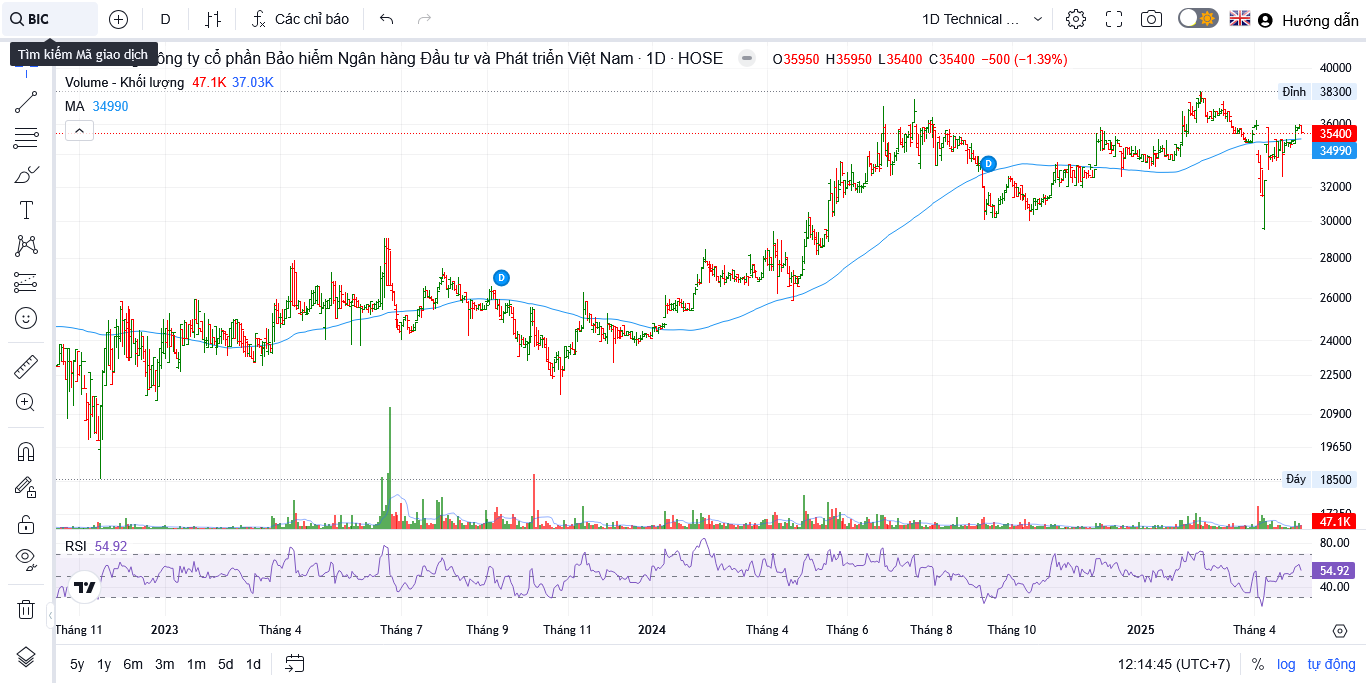 BIC
D
Các chỉ báo
1D Technical ...
Hướng dẫn
Tìm kiếm Mã giao dịch
ông ty cổ phần Bảo hiểm Ngân hàng Đầu tư và Phát triển Việt Nam · 1D · HOSE
O35950 H35950 L35400 C35400 −500 (−1.39%)
Volume - Khối lượng 47.1K 37.03K
MA 34990
40000
Đỉnh 38300
36000
35400
34990
32000
30000
28000
26000
24000
22500
20900
19650
Đáy 18500
47.1K
D
D
RSI 54.92
80.00
54.92
40.00
Tháng 11 2023 Tháng 4 Tháng 7 Tháng 9 Tháng 11 2024 Tháng 4 Tháng 6 Tháng 8 Tháng 10 2025 Tháng 4
5y 1y 6m 3m 1m 5d 1d
12:14:45 (UTC+7) % log tự động